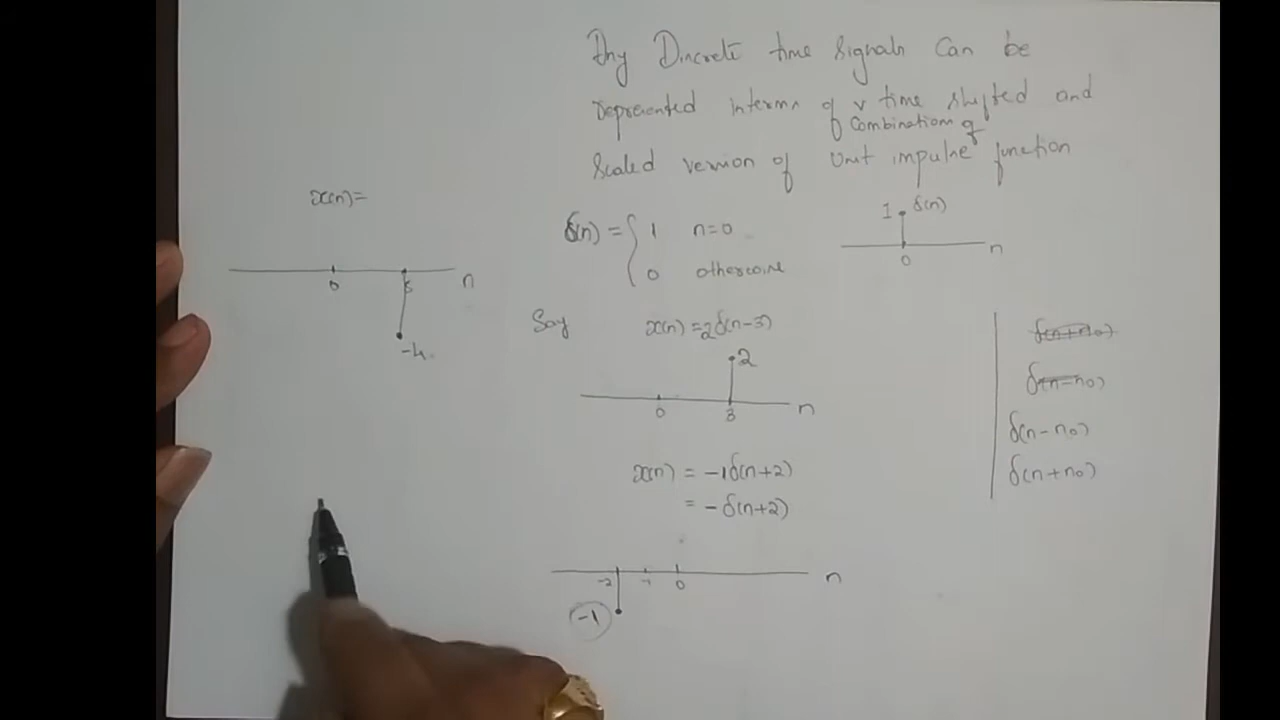 Any Discrete time signals can be
represented interms of v time shifted and
combination of
scaled version of unit impulse function
x(n)=
0 n
-4
δ(n) = { 1 n=0
0 otherwise
1 δ(n)
0 n
Say x(n) = 2δ(n-3)
2
0 3 n
x(n) = -1δ(n+2)
= -δ(n+2)
-2 -1 0 n
-1
δ(n+n0)
δ(n-n0)
δ(n-n0)
δ(n+n0)